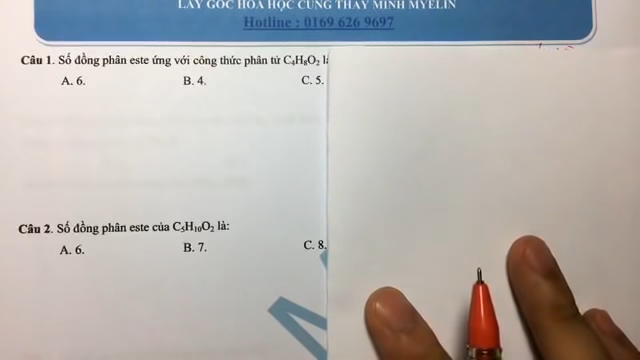 LẤY GỐC HÓA HỌC CÙNG THẦY MINH MYELIN
Hotline : 0169 626 9697
Câu 1. Số đồng phân este ứng với công thức phân tử C₄H₈O₂
A. 6. B. 4. C. 5.
Câu 2. Số đồng phân este của C₅H₁₀O₂ là:
A. 6. B. 7. C. 8.